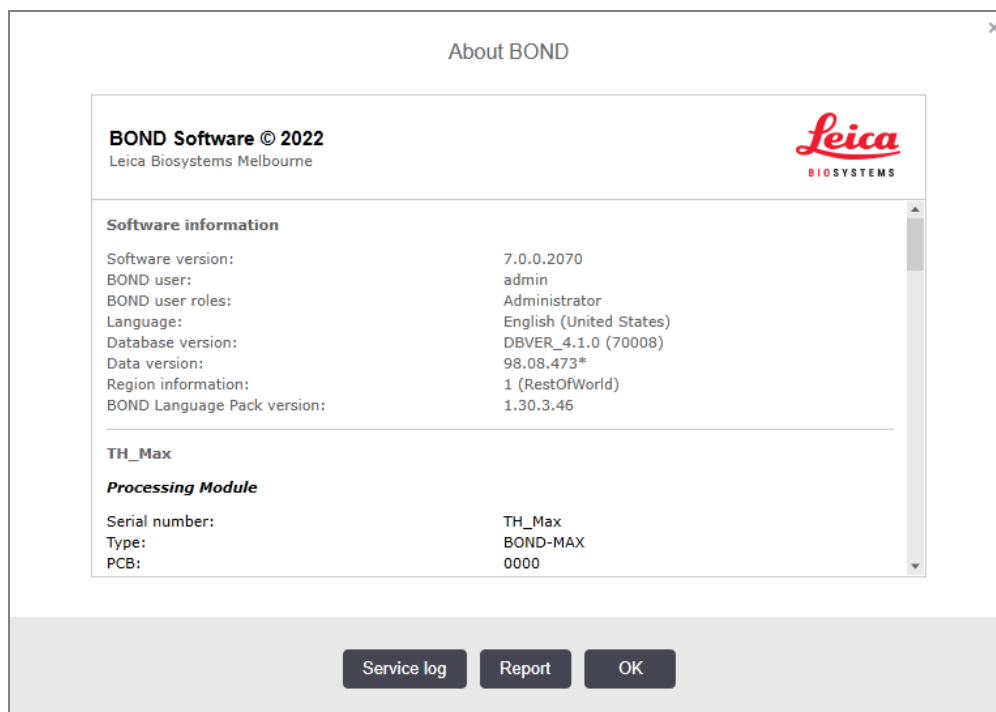 ×
About BOND
BOND Software © 2022
Leica Biosystems Melbourne
Leica
BIOSYSTEMS
Software information
Software version: 7.0.0.2070
BOND user: admin
BOND user roles: Administrator
Language: English (United States)
Database version: DBVER_4.1.0 (70008)
Data version: 98.08.473*
Region information: 1 (RestOfWorld)
BOND Language Pack version: 1.30.3.46
TH_Max
Processing Module
Serial number: TH_Max
Type: BOND-MAX
PCB: 0000
Service log Report OK